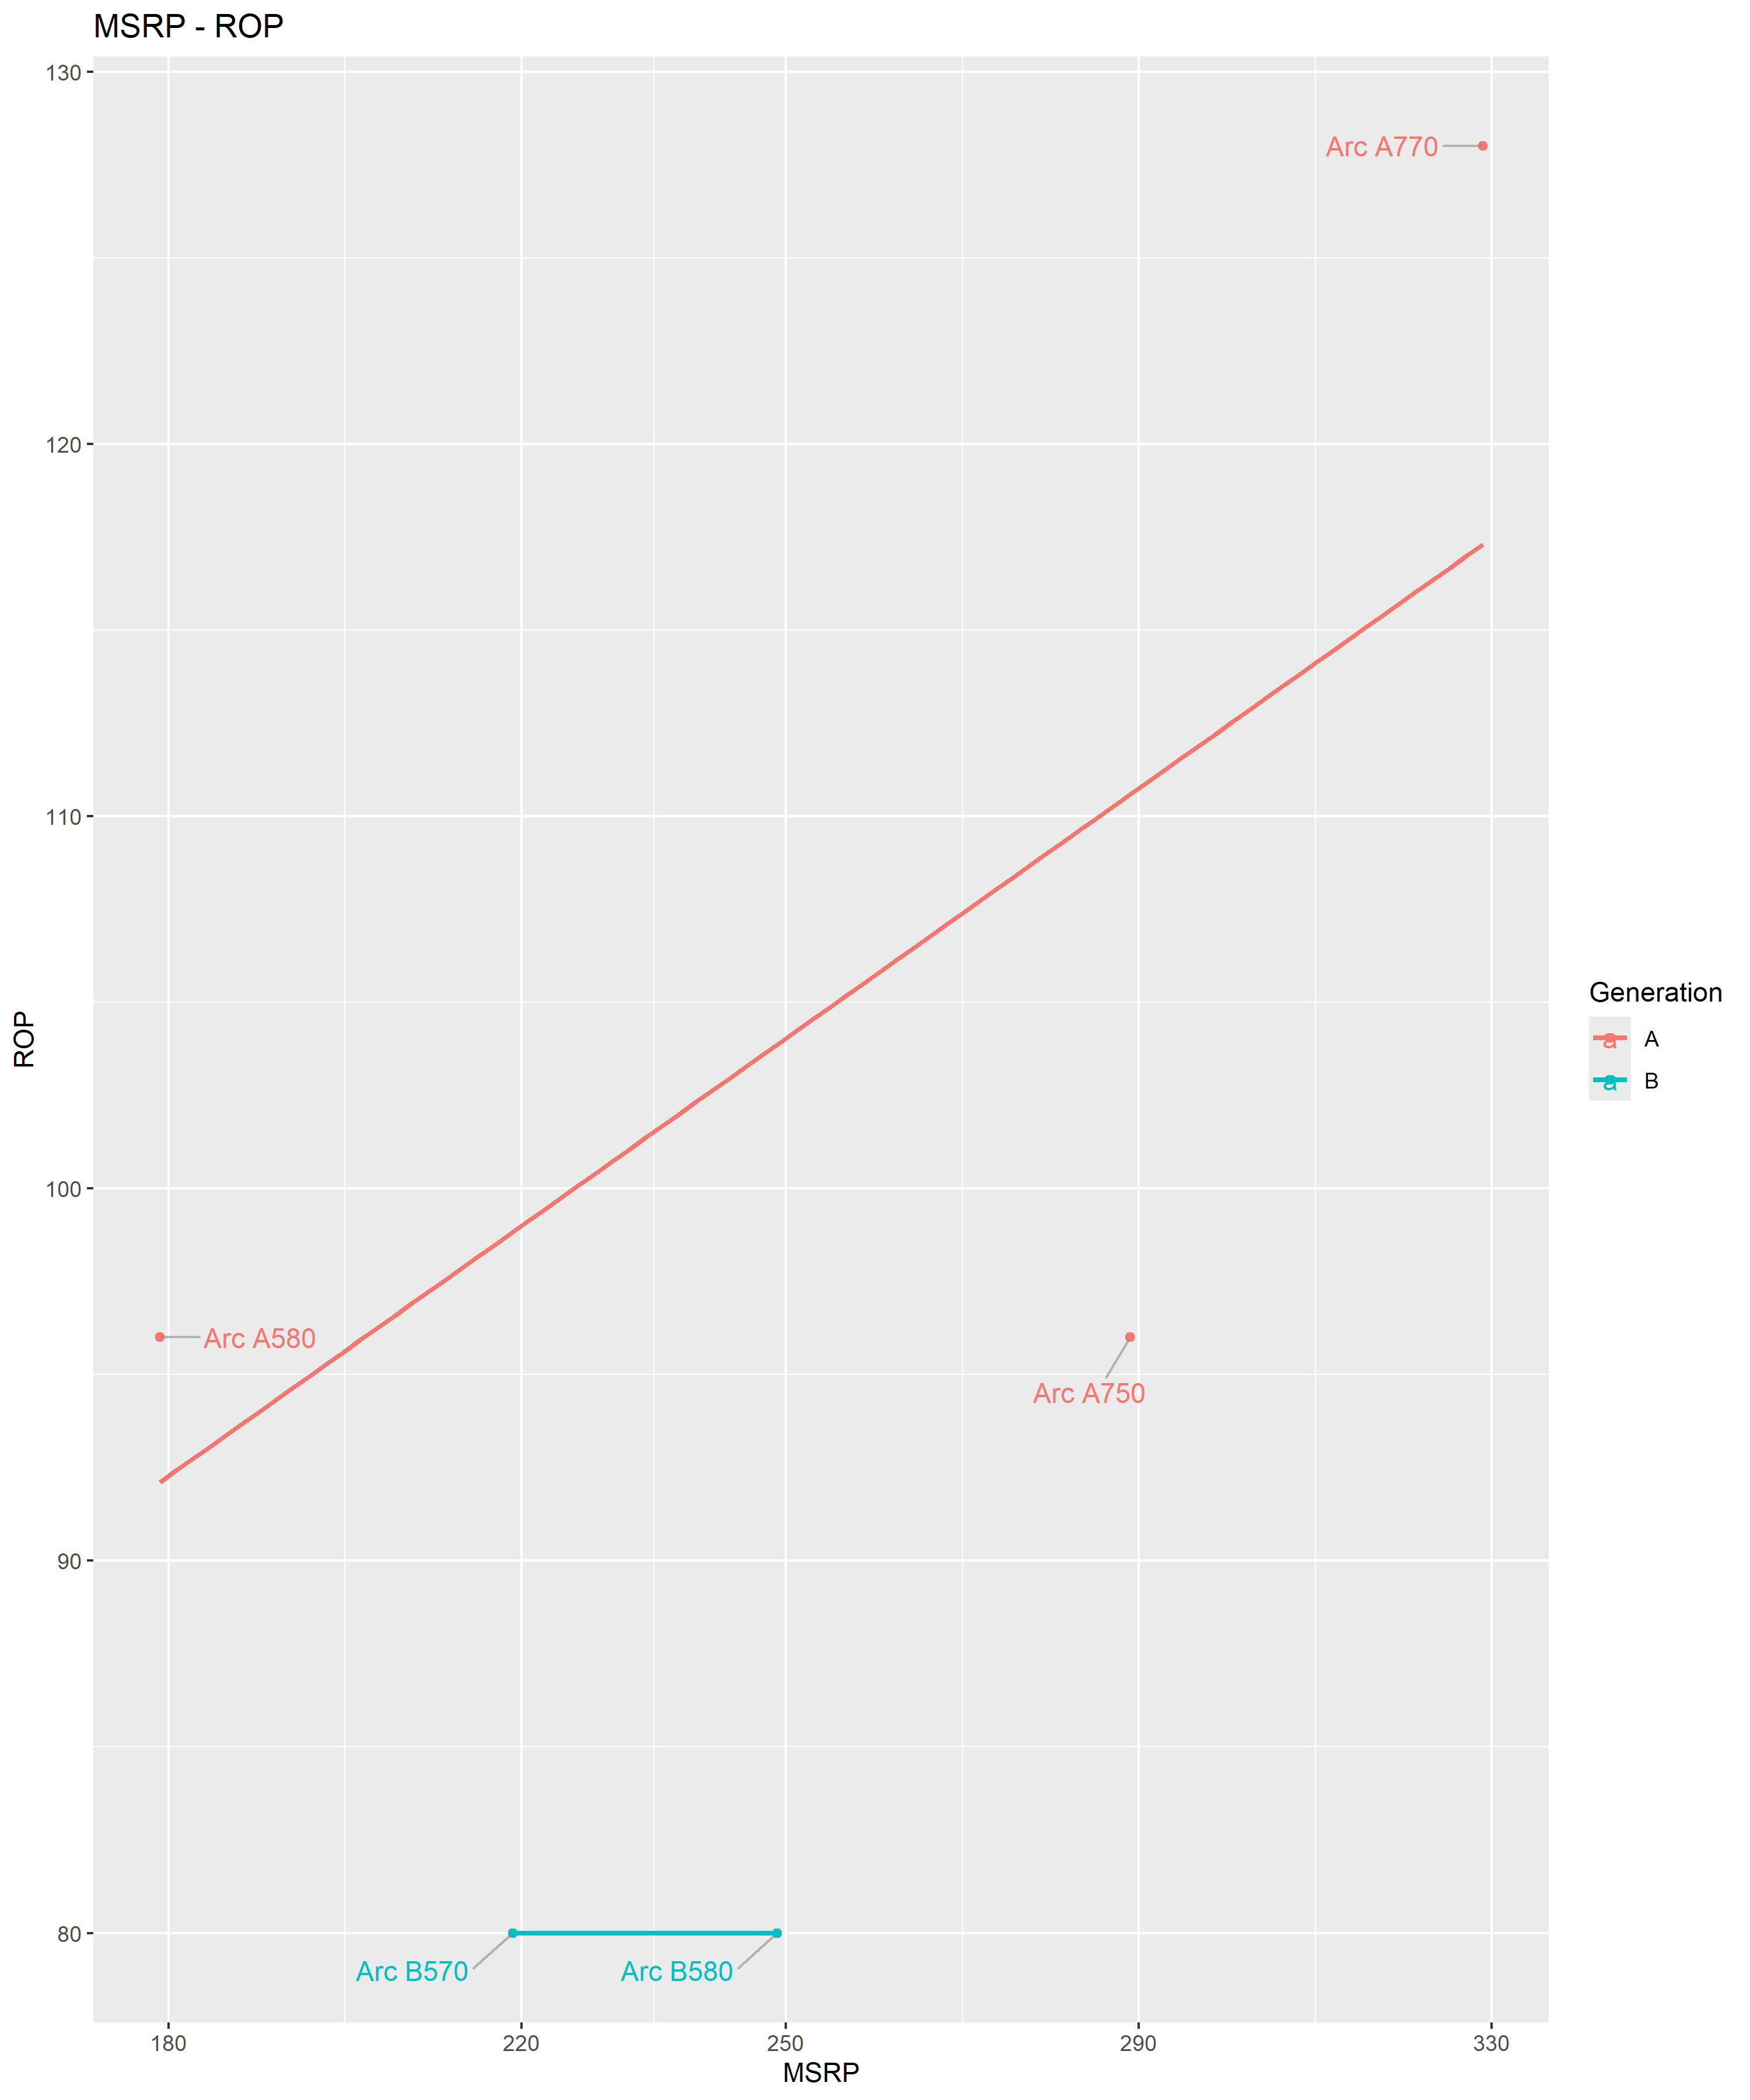 MSRP - ROP
130
120
110
100
90
80
ROP
Arc A770
Arc A580
Arc A750
Arc B570
Arc B580
180
220
250
290
330
MSRP
Generation
a A
a B